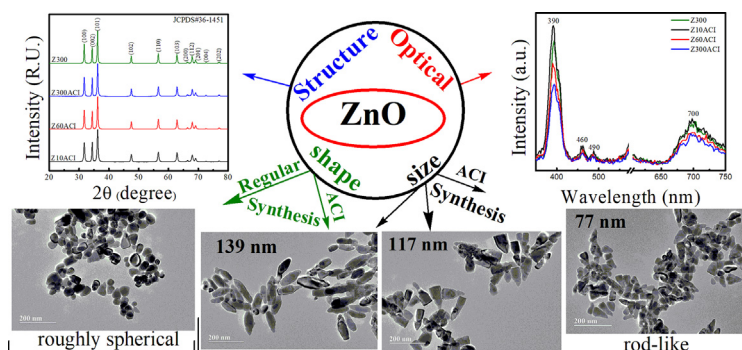 JCPDS#36-1451
(100)
(002)
(101)
(102)
(110)
(103)
(200)
(112)
(201)
(004)
(202)
Z300
Z300ACI
Z60ACI
Z10ACI
Intensity (R.U.)
20 30 40 50 60 70 80
2θ (degree)
Structure
Optical
ZnO
shape
size
Regular
Synthesis
ACI
ACI
Synthesis
390
Z300
Z10ACI
Z60ACI
Z300ACI
460
490
700
Intensity (a.u.)
400 500 600 650 700 750
Wavelength (nm)
200 nm
roughly spherical
139 nm
200 nm
117 nm
200 nm
77 nm
200 nm
rod-like